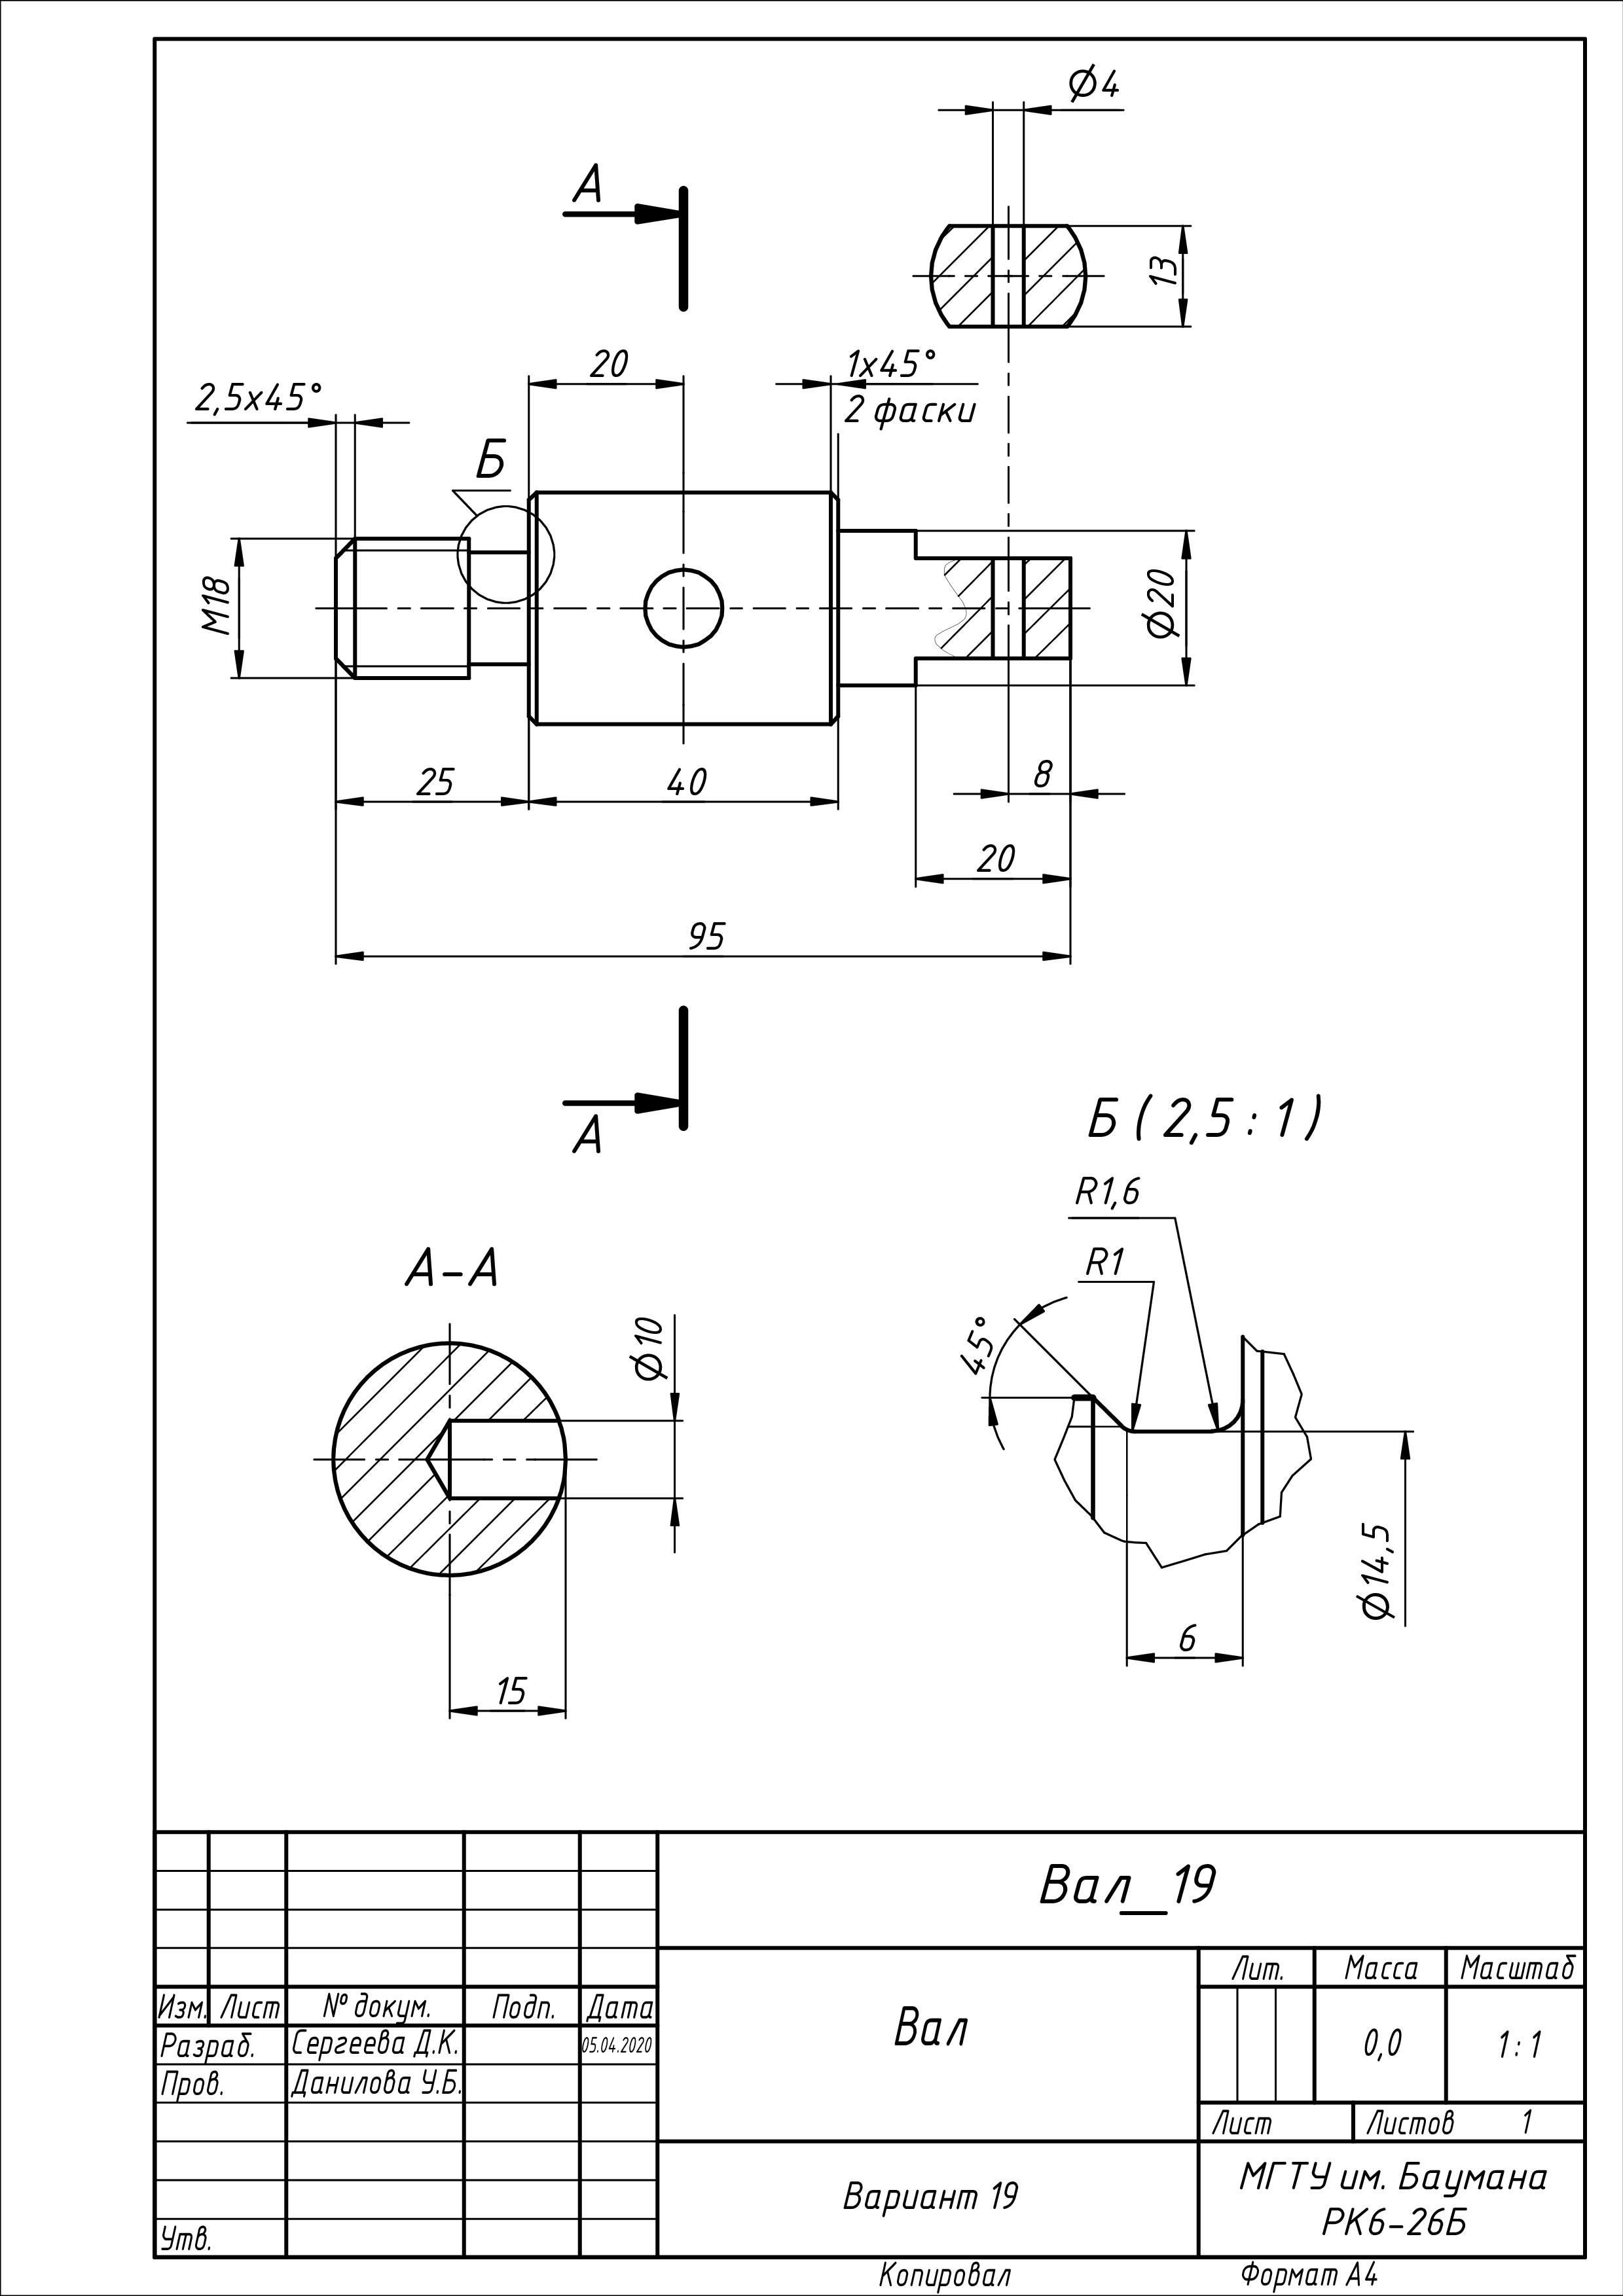 Ø4
А
13
20
1x45°
2 фаски
2,5x45°
Б
М18
Ø20
25
40
8
20
95
А
Б ( 2,5 : 1 )
R1,6
R1
А-А
45°
Ø10
Ø14,5
6
15
Вал_19
Лит.
Масса
Масштаб
Изм.
Лист
№ докум.
Подп.
Дата
Вал
Разраб.
Сергеева Д.К.
05.04.2020
0,0
1 : 1
Пров.
Данилова У.Б.
Лист
Листов 1
Вариант 19
МГТУ им. Баумана
РК6-26Б
Утв.
Копировал
Формат А4